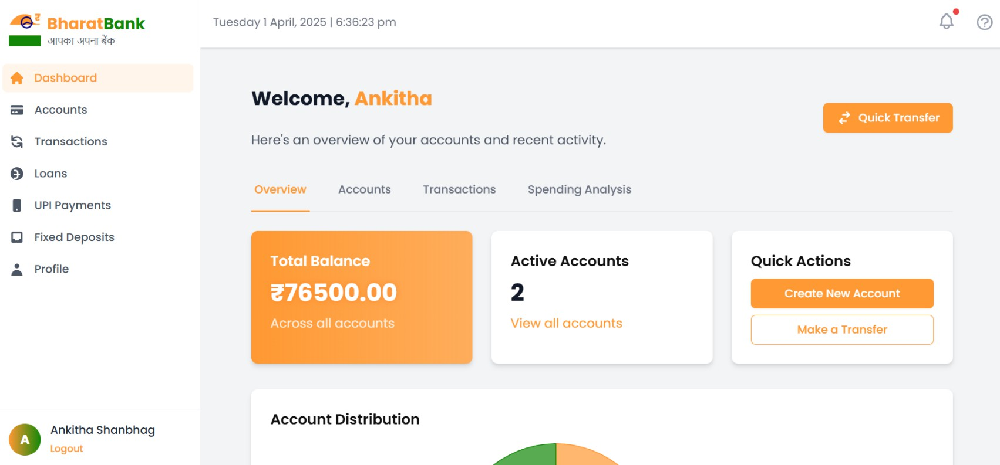 BharatBank
आपका अपना बैंक
Dashboard
Accounts
Transactions
Loans
UPI Payments
Fixed Deposits
Profile
Ankitha Shanbhag
A
Logout
Tuesday 1 April, 2025 | 6:36:23 pm
Welcome, Ankitha
Here's an overview of your accounts and recent activity.
Quick Transfer
Overview Accounts Transactions Spending Analysis
Total Balance
₹76500.00
Across all accounts
Active Accounts
2
View all accounts
Quick Actions
Create New Account
Make a Transfer
Account Distribution